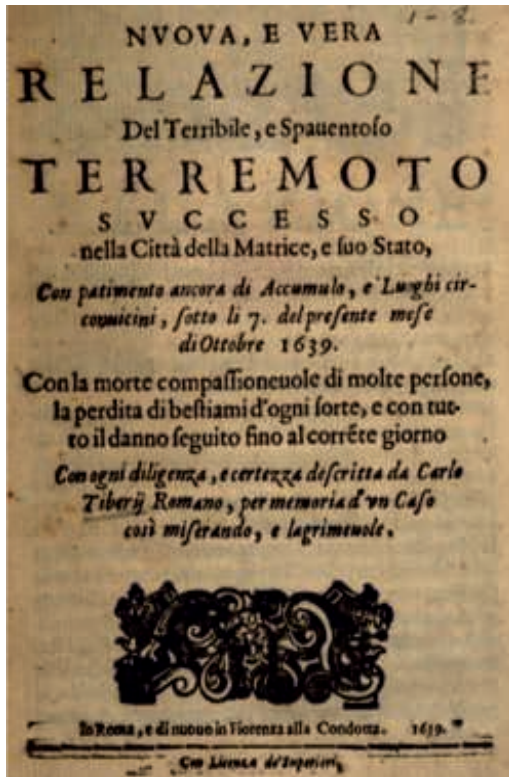 1-8.
NVOVA, E VERA
RELAZIONE
Del Terribile, e Spauentoſo
TERREMOTO
SVCCESSO
nella Città della Matrice, e ſuo Stato,
Con patimento ancora di Accumulo, e Luoghi cir-
conuicini, ſotto li 7. del preſente meſe
di Ottobre 1639.
Con la morte compaſſioneuole di molte perſone,
la perdita di beſtiami d'ogni ſorte, e con tut-
to il danno ſeguito fino al corrẽte giorno
Con ogni diligenza, e certezza deſcritta da Carlo
Tiberij Romano, per memoria d'vn Caſo
così miſerando, e lagrimeuole.
In Roma, e di nuouo in Fiorenza alla Condotta. 1639.
Con Licenza de' Superiori,